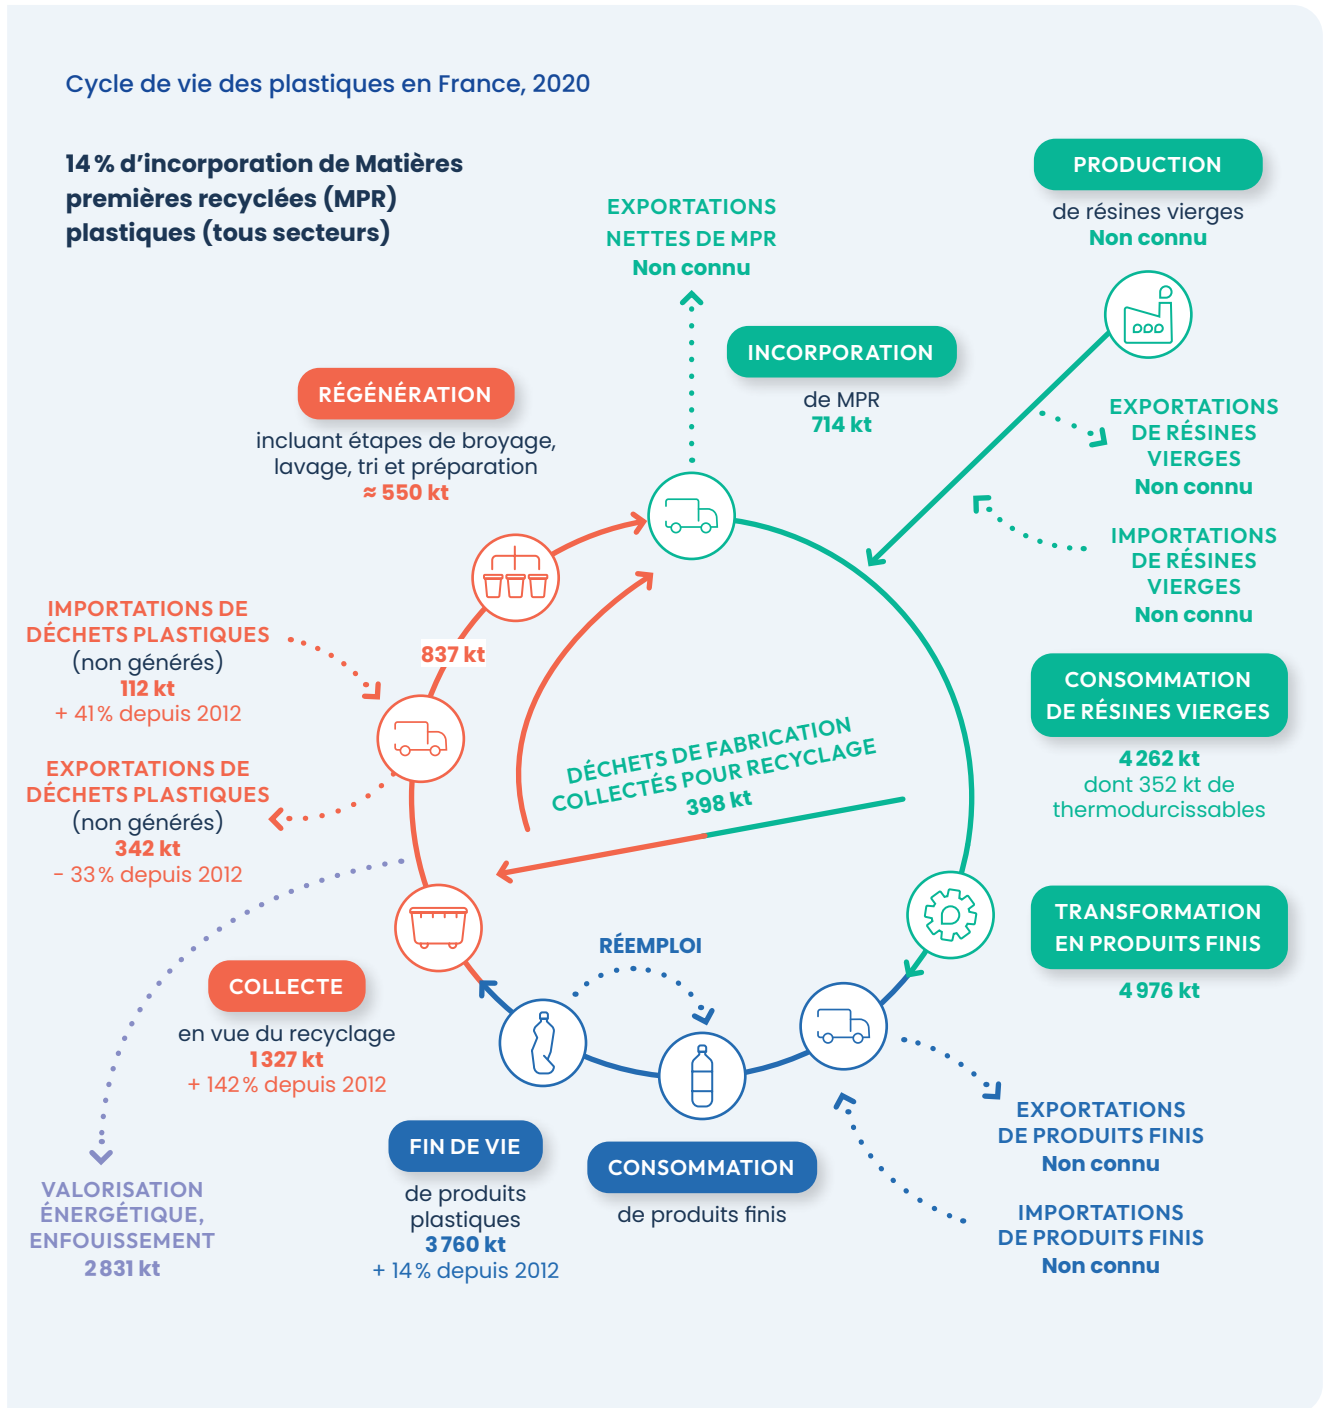 Cycle de vie des plastiques en France, 2020
14 % d’incorporation de Matières
premières recyclées (MPR)
plastiques (tous secteurs)
EXPORTATIONS
NETTES DE MPR
Non connu
PRODUCTION
de résines vierges
Non connu
INCORPORATION
de MPR
714 kt
RÉGÉNÉRATION
incluant étapes de broyage,
lavage, tri et préparation
≈ 550 kt
EXPORTATIONS
DE RÉSINES
VIERGES
Non connu
IMPORTATIONS
DE RÉSINES
VIERGES
Non connu
IMPORTATIONS DE
DÉCHETS PLASTIQUES
(non générés)
112 kt
+ 41 % depuis 2012
837 kt
EXPORTATIONS DE
DÉCHETS PLASTIQUES
(non générés)
342 kt
- 33 % depuis 2012
DÉCHETS DE FABRICATION
COLLECTÉS POUR RECYCLAGE
398 kt
CONSOMMATION
DE RÉSINES VIERGES
4 262 kt
dont 352 kt de
thermodurcissables
TRANSFORMATION
EN PRODUITS FINIS
4 976 kt
RÉEMPLOI
COLLECTE
en vue du recyclage
1 327 kt
+ 142 % depuis 2012
FIN DE VIE
de produits
plastiques
3 760 kt
+ 14 % depuis 2012
CONSOMMATION
de produits finis
EXPORTATIONS
DE PRODUITS FINIS
Non connu
IMPORTATIONS
DE PRODUITS FINIS
Non connu
VALORISATION
ÉNERGÉTIQUE,
ENFOUISSEMENT
2 831 kt